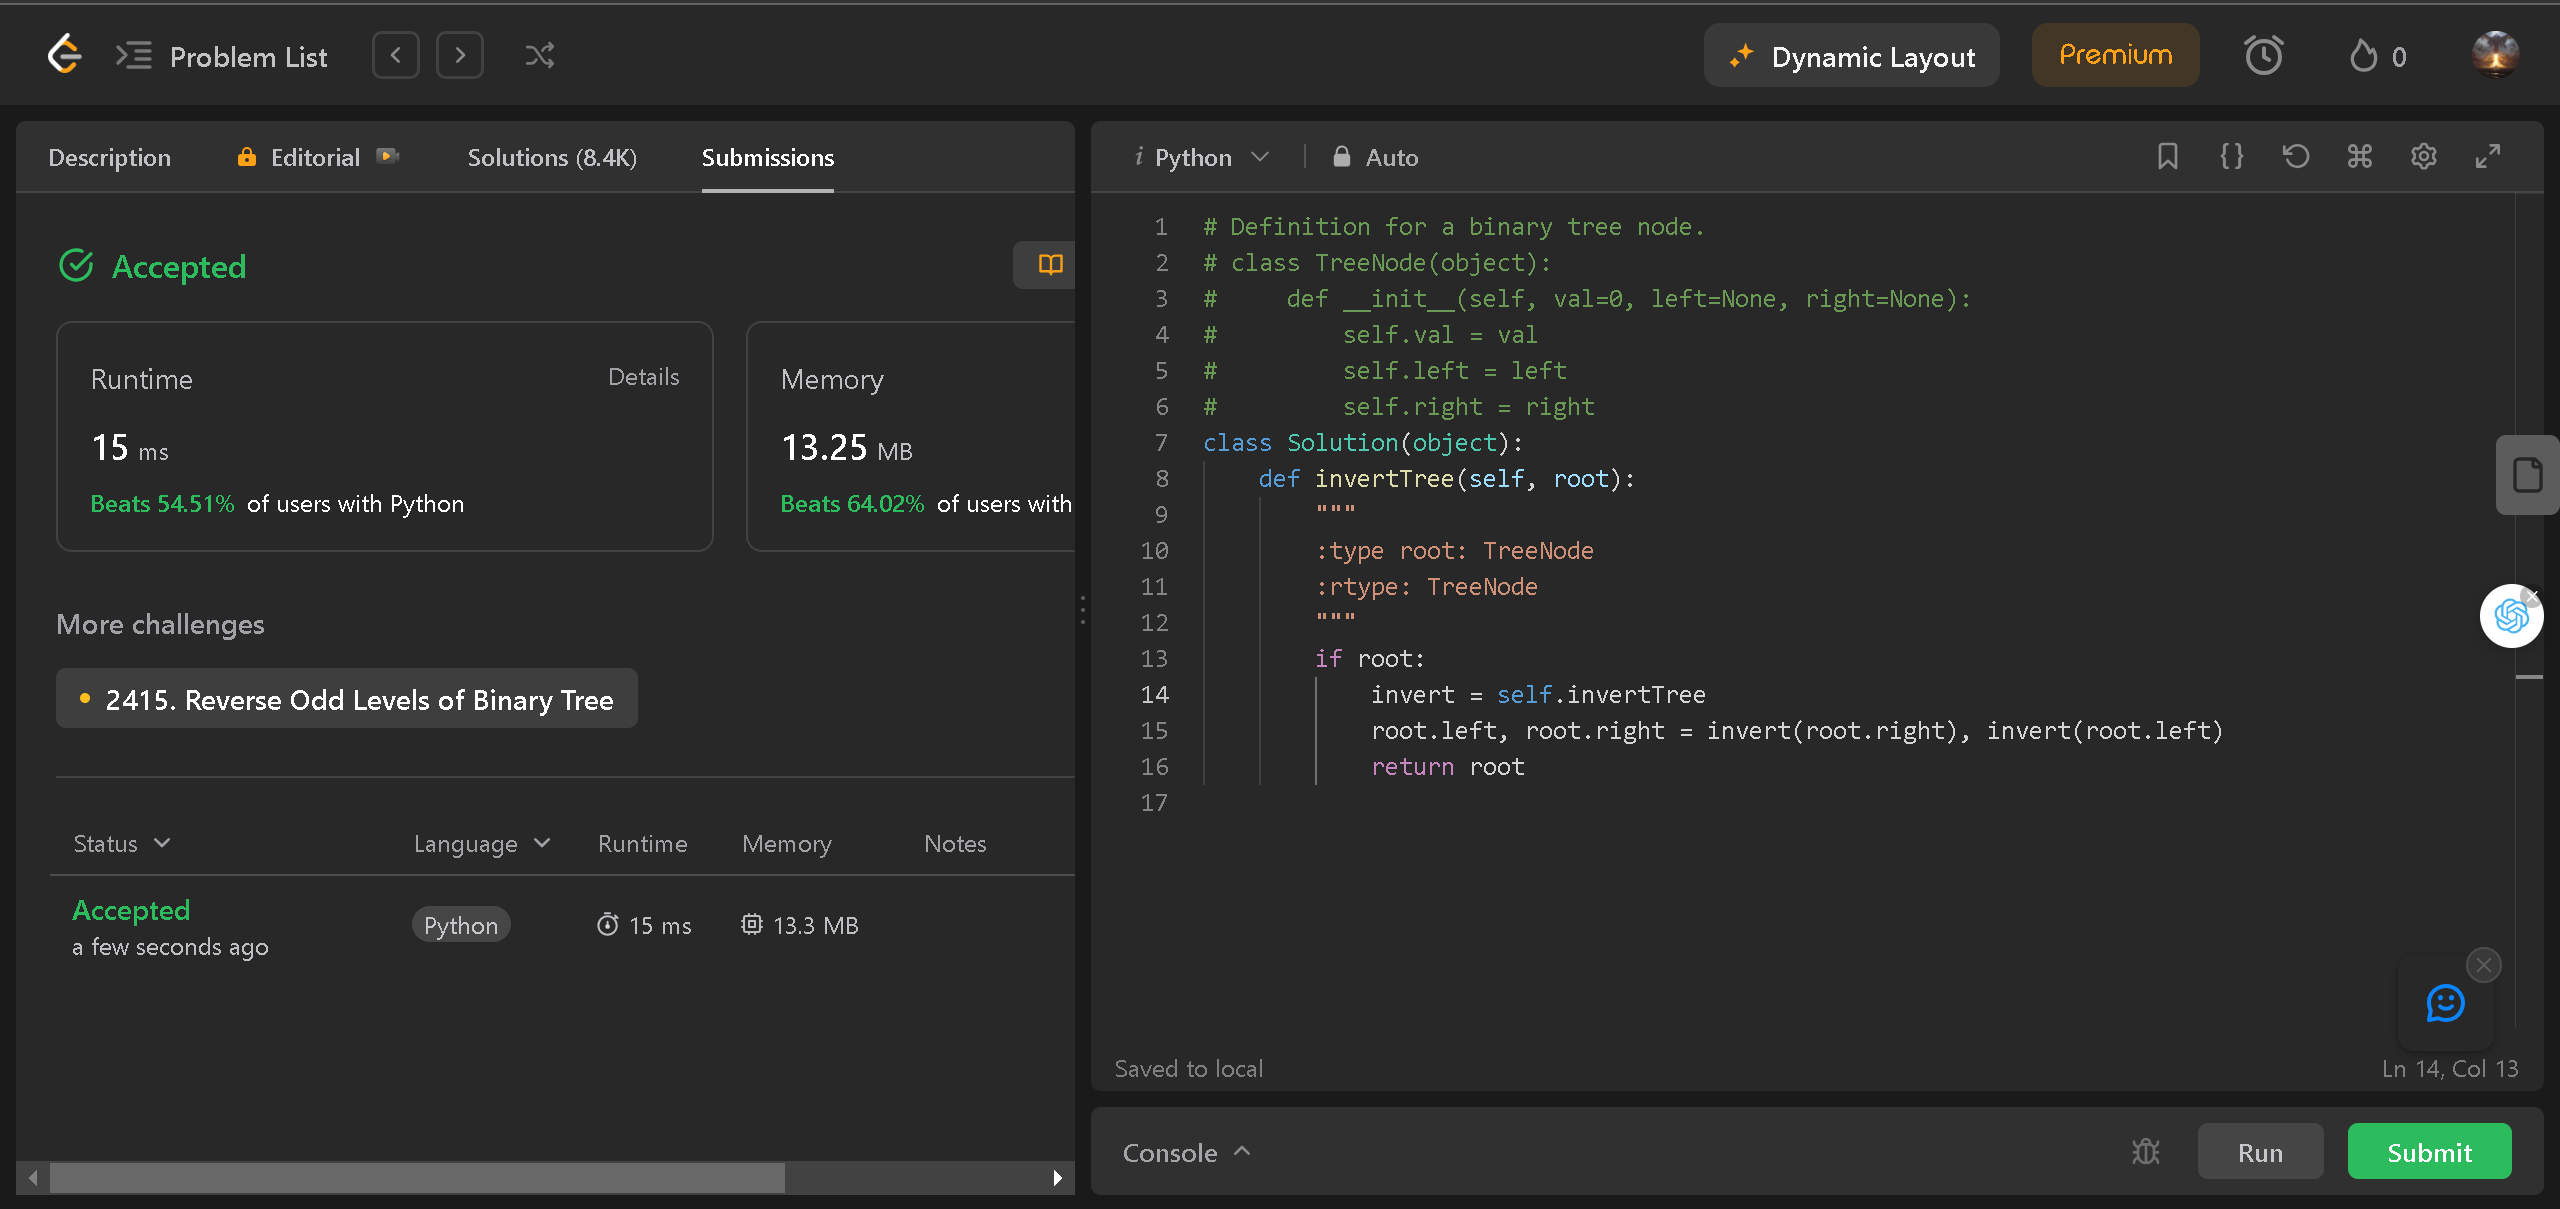 Problem List
Dynamic Layout
Premium
0
Description
Editorial
Solutions (8.4K)
Submissions
Accepted
Runtime
Details
15 ms
Beats 54.51% of users with Python
Memory
13.25 MB
Beats 64.02% of users with
More challenges
2415. Reverse Odd Levels of Binary Tree
Status Language Runtime Memory Notes
Accepted
a few seconds ago
Python
15 ms
13.3 MB
i Python Auto
1 # Definition for a binary tree node.
2 # class TreeNode(object):
3 #     def __init__(self, val=0, left=None, right=None):
4 #         self.val = val
5 #         self.left = left
6 #         self.right = right
7 class Solution(object):
8     def invertTree(self, root):
9         """
10         :type root: TreeNode
11         :rtype: TreeNode
12         """
13         if root:
14             invert = self.invertTree
15             root.left, root.right = invert(root.right), invert(root.left)
16             return root
17
Saved to local
Ln 14, Col 13
Console
Run
Submit